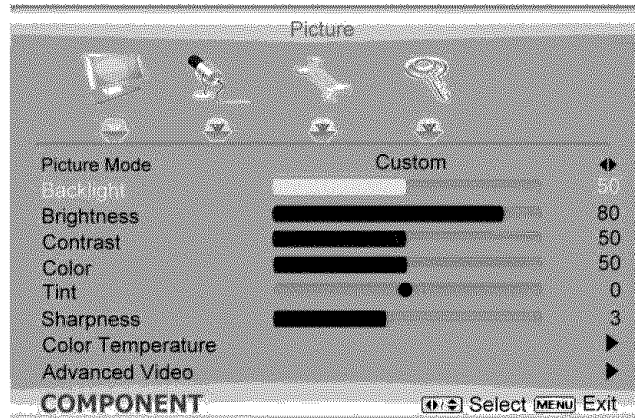 Picture
Picture Mode Custom
Backlight 50
Brightness 80
Contrast 50
Color 50
Tint 0
Sharpness 3
Color Temperature
Advanced Video
COMPONENT Select MENU Exit